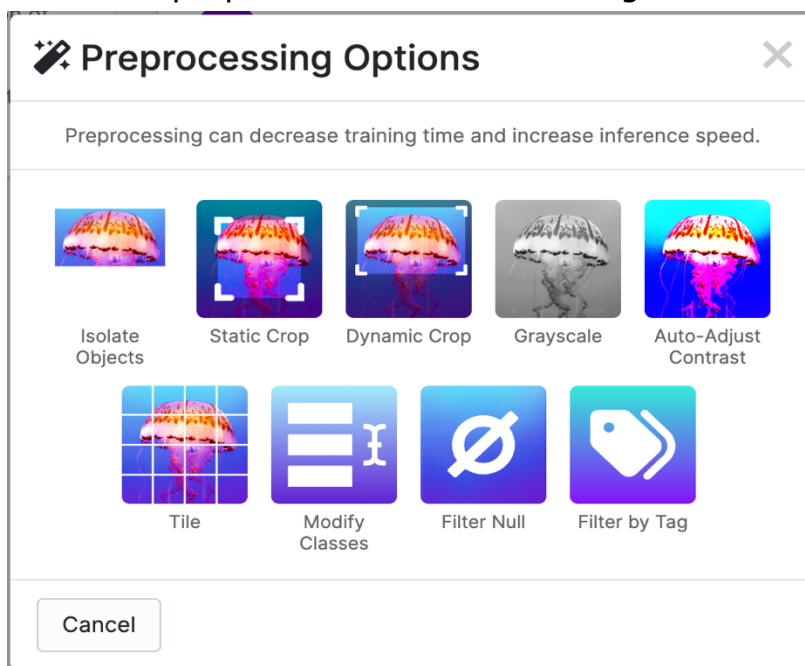 Preprocessing Options
Preprocessing can decrease training time and increase inference speed.
Isolate
Objects
Static Crop
Dynamic Crop
Grayscale
Auto-Adjust
Contrast
Tile
Modify
Classes
Filter Null
Filter by Tag
Cancel